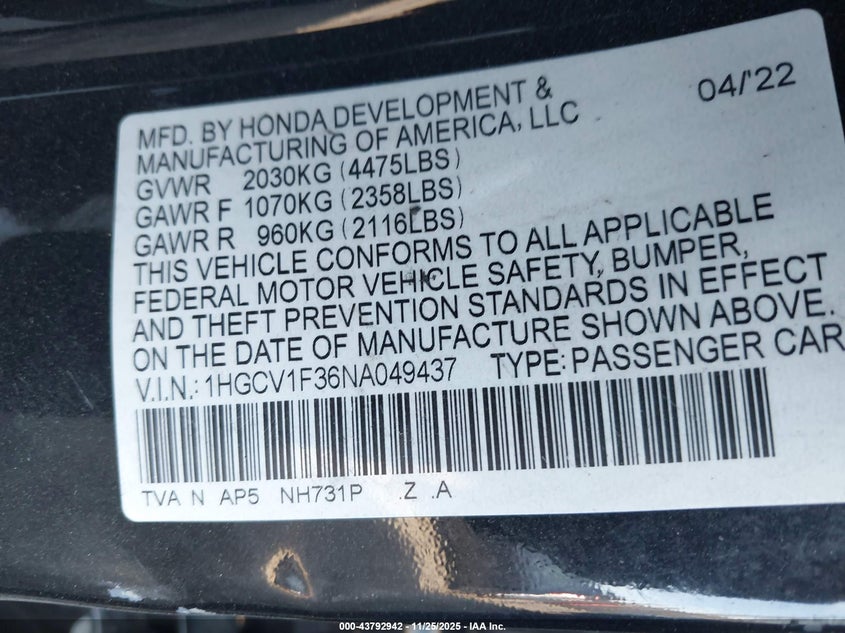 04/'22
MFD. BY HONDA DEVELOPMENT &
MANUFACTURING OF AMERICA, LLC
GVWR 2030KG (4475LBS)
GAWR F 1070KG (2358LBS)
GAWR R 960KG (2116LBS)
THIS VEHICLE CONFORMS TO ALL APPLICABLE
FEDERAL MOTOR VEHICLE SAFETY, BUMPER,
AND THEFT PREVENTION STANDARDS IN EFFECT
ON THE DATE OF MANUFACTURE SHOWN ABOVE.
V.I.N.: 1HGCV1F36NA049437 TYPE: PASSENGER CAR
TVA N AP5 NH731P .Z .A
000-43792942 - 11/25/2025 - IAA Inc.